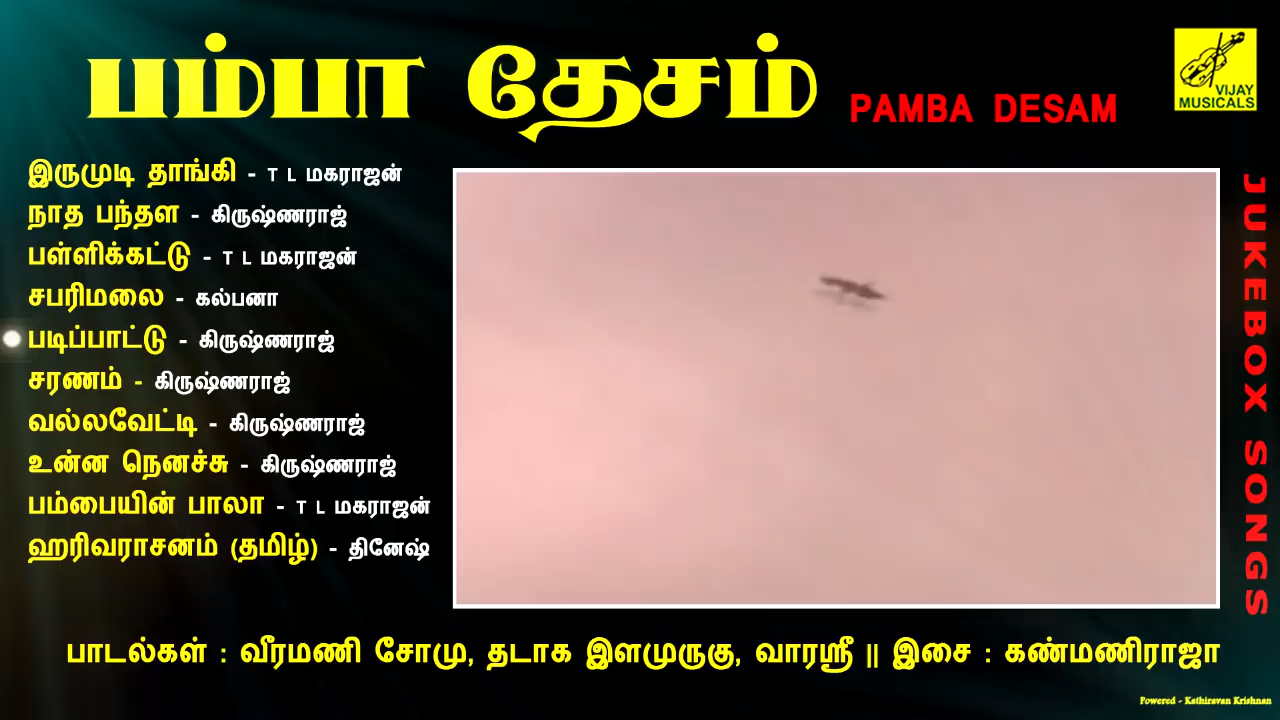 பம்பா தேசம் PAMBA DESAM
VIJAY
MUSICALS
இருமுடி தாங்கி - T L மகராஜன்
நாத பந்தள - கிருஷ்ணராஜ்
பள்ளிக்கட்டு - T L மகராஜன்
சபரிமலை - கல்பனா
படிப்பாட்டு - கிருஷ்ணராஜ்
சரணம் - கிருஷ்ணராஜ்
வல்லவேட்டி - கிருஷ்ணராஜ்
உன்ன நெனச்சு - கிருஷ்ணராஜ்
பம்பையின் பாலா - T L மகராஜன்
ஹரிவராசனம் (தமிழ்) - தினேஷ்
JUKEBOX SONGS
பாடல்கள் : வீரமணி சோமு, தடாக இளமுருகு, வாரஸ்ரீ || இசை : கண்மணிராஜா
Powered - Kathiravan Krishnan